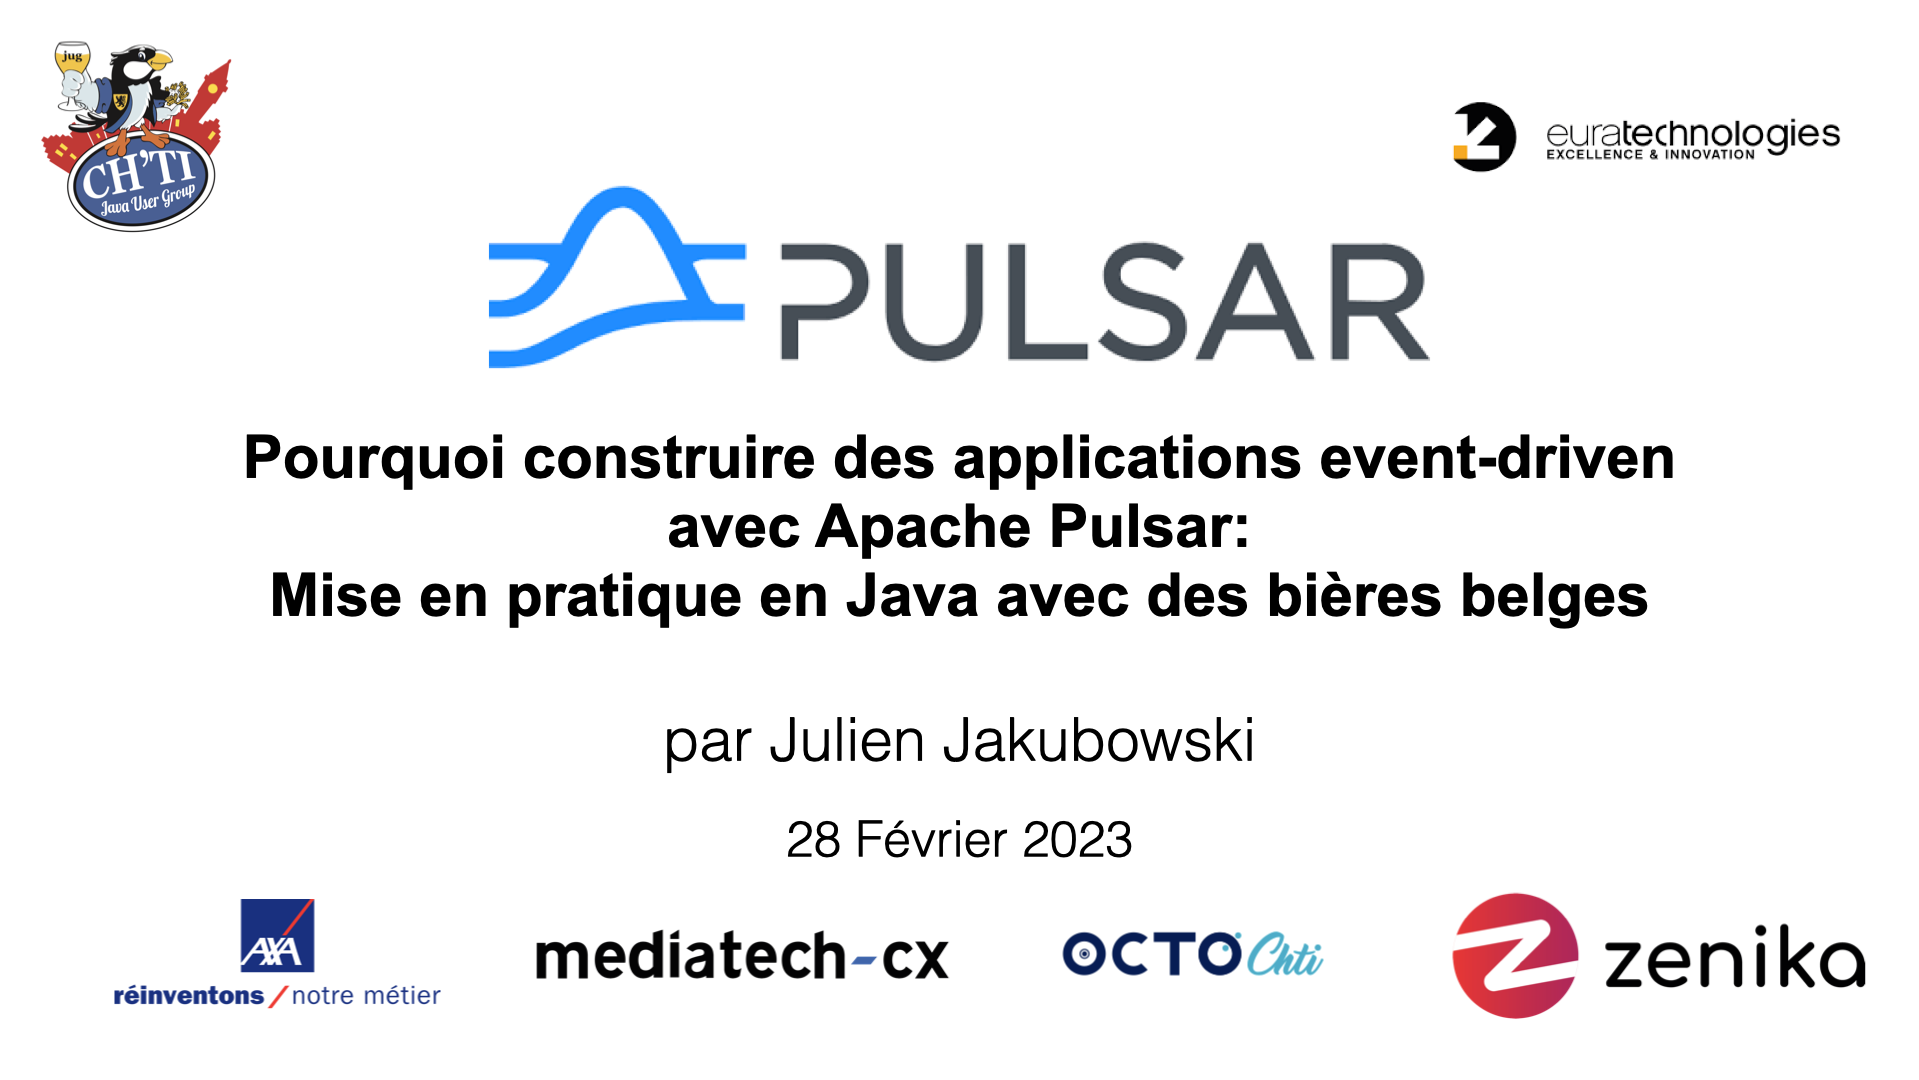 jug
CH'TI
Java User Group
euratechnologies
EXCELLENCE & INNOVATION
PULSAR
Pourquoi construire des applications event-driven
avec Apache Pulsar:
Mise en pratique en Java avec des bières belges
par Julien Jakubowski
28 Février 2023
AXA
réinventons / notre métier
mediatech-cx
OCTO Chti
zenika